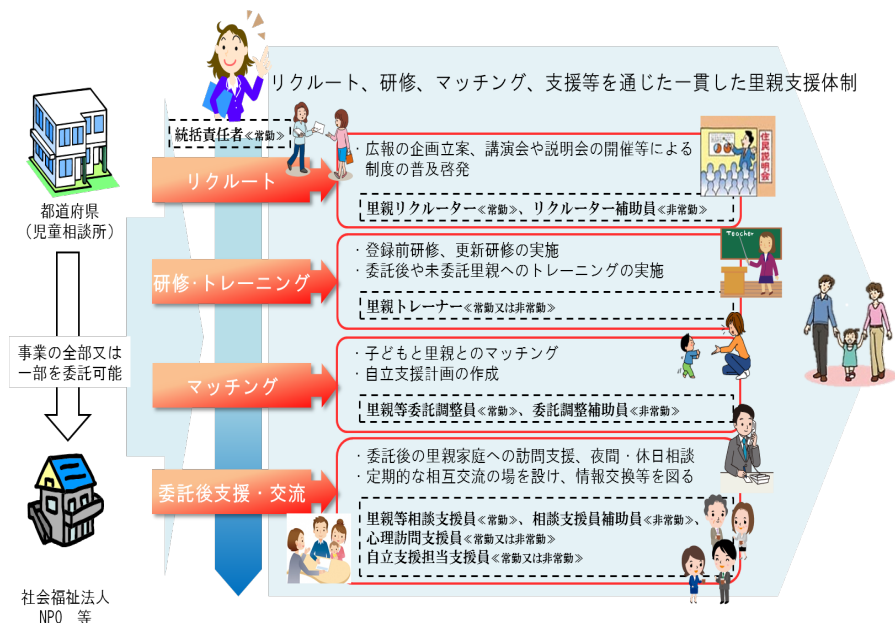 リクルート、研修、マッチング、支援等を通じた一貫した里親支援体制
都道府県
(児童相談所)
事業の全部又は
一部を委託可能
社会福祉法人
NPO 等
統括責任者≪常勤≫
リクルート
・広報の企画立案、講演会や説明会の開催等による
制度の普及啓発
里親リクルーター≪常勤≫、リクルーター補助員≪非常勤≫
住民説明会
研修・トレーニング
・登録前研修、更新研修の実施
・委託後や未委託里親へのトレーニングの実施
里親トレーナー≪常勤又は非常勤≫
Teacher
マッチング
・子どもと里親とのマッチング
・自立支援計画の作成
里親等委託調整員≪常勤≫、委託調整補助員≪非常勤≫
委託後支援・交流
・委託後の里親家庭への訪問支援、夜間・休日相談
・定期的な相互交流の場を設け、情報交換等を図る
里親等相談支援員≪常勤≫、相談支援員補助員≪非常勤≫、
心理訪問支援員≪常勤又は非常勤≫
自立支援担当支援員≪常勤又は非常勤≫